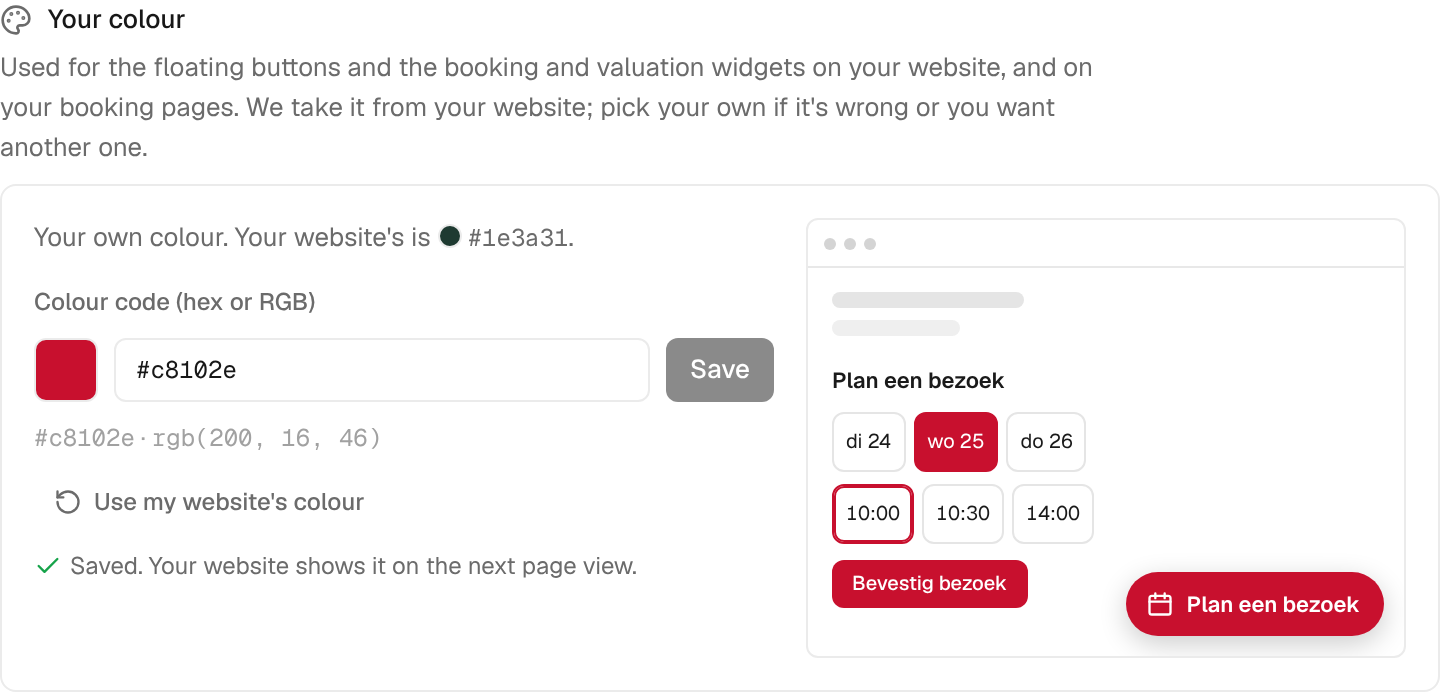 Your colour
Used for the floating buttons and the booking and valuation widgets on your website, and on
your booking pages. We take it from your website; pick your own if it's wrong or you want
another one.
Your own colour. Your website's is #1e3a31.
Colour code (hex or RGB)
#c8102e
Save
#c8102e · rgb(200, 16, 46)
Use my website's colour
Saved. Your website shows it on the next page view.
Plan een bezoek
di 24
wo 25
do 26
10:00
10:30
14:00
Bevestig bezoek
Plan een bezoek